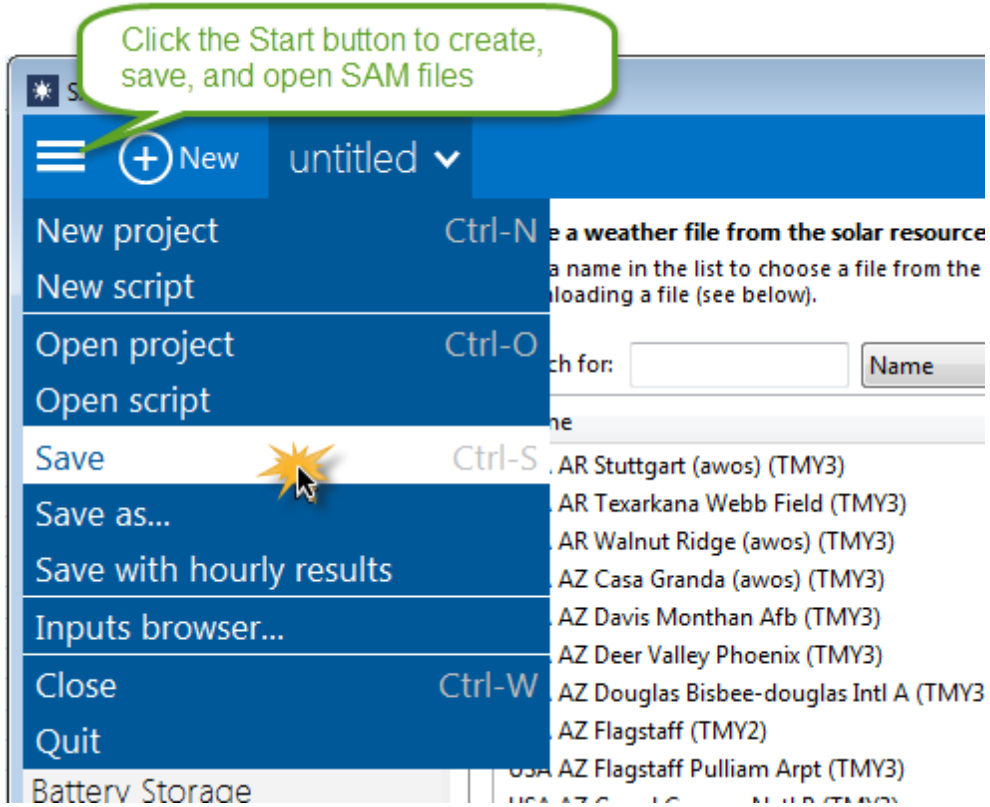 Click the Start button to create,
save, and open SAM files
New
untitled
New project Ctrl-N
New script
Open project Ctrl-O
Open script
Save Ctrl-S
Save as...
Save with hourly results
Inputs browser...
Close Ctrl-W
Quit
Battery Storage
e a weather file from the solar resource
a name in the list to choose a file from the
loading a file (see below).
ch for:
Name
ne
AR Stuttgart (awos) (TMY3)
AR Texarkana Webb Field (TMY3)
AR Walnut Ridge (awos) (TMY3)
AZ Casa Granda (awos) (TMY3)
AZ Davis Monthan Afb (TMY3)
AZ Deer Valley Phoenix (TMY3)
AZ Douglas Bisbee-douglas Intl A (TMY3
AZ Flagstaff (TMY2)
USA AZ Flagstaff Pulliam Arpt (TMY3)